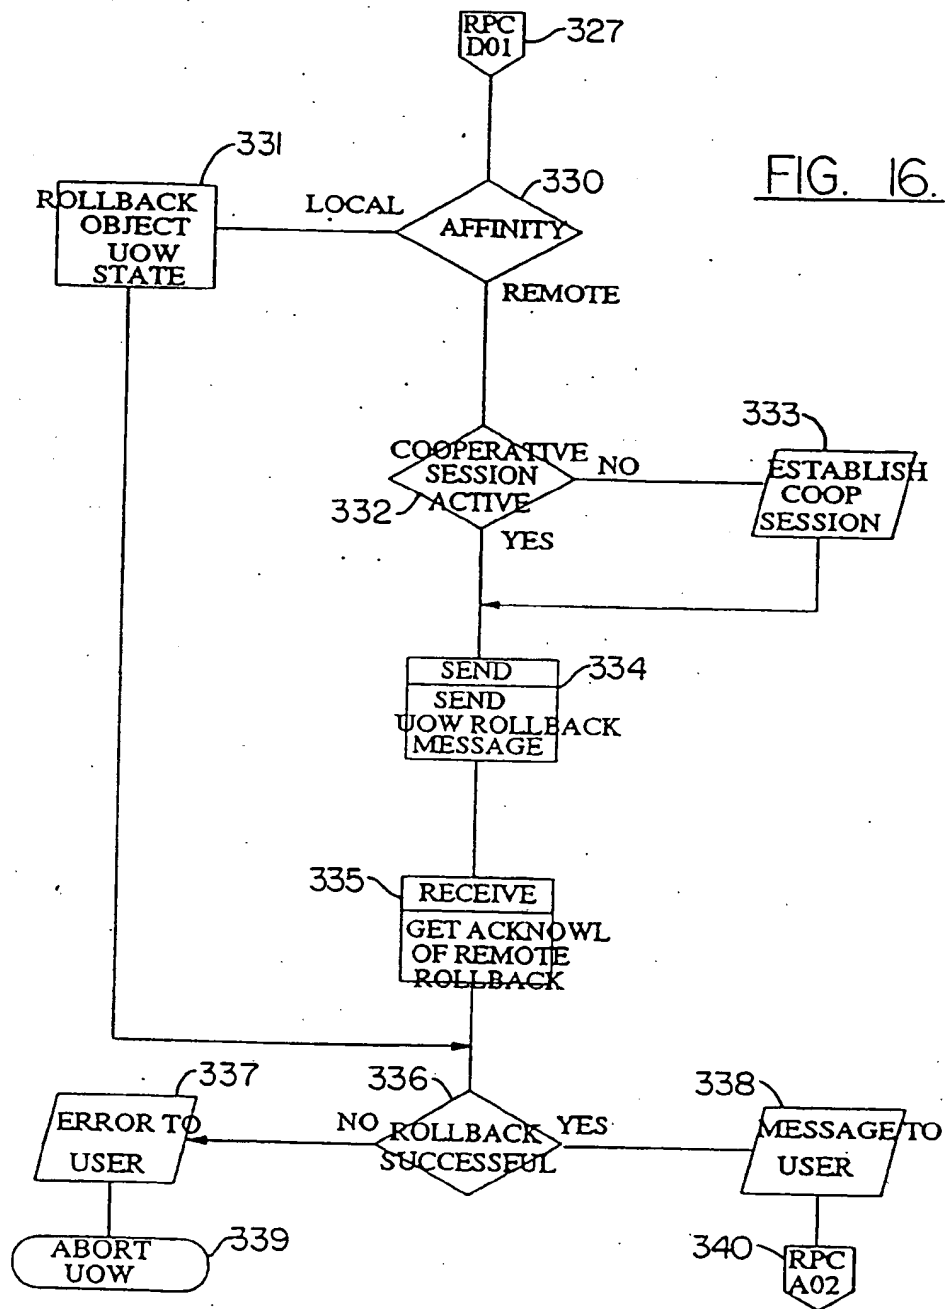 RPC
D01
327
FIG. 16.
331
330
ROLLBACK
OBJECT
UOW
STATE
LOCAL
AFFINITY
REMOTE
333
COOPERATIVE
SESSION
ACTIVE
332
NO
ESTABLISH
COOP
SESSION
YES
SEND
334
SEND
UOW ROLLBACK
MESSAGE
335
RECEIVE
GET ACKNOWL
OF REMOTE
ROLLBACK
337
336
338
ERROR TO
USER
NO
ROLLBACK
SUCCESSFUL
YES
MESSAGE TO
USER
ABORT
UOW
339
340
RPC
A02